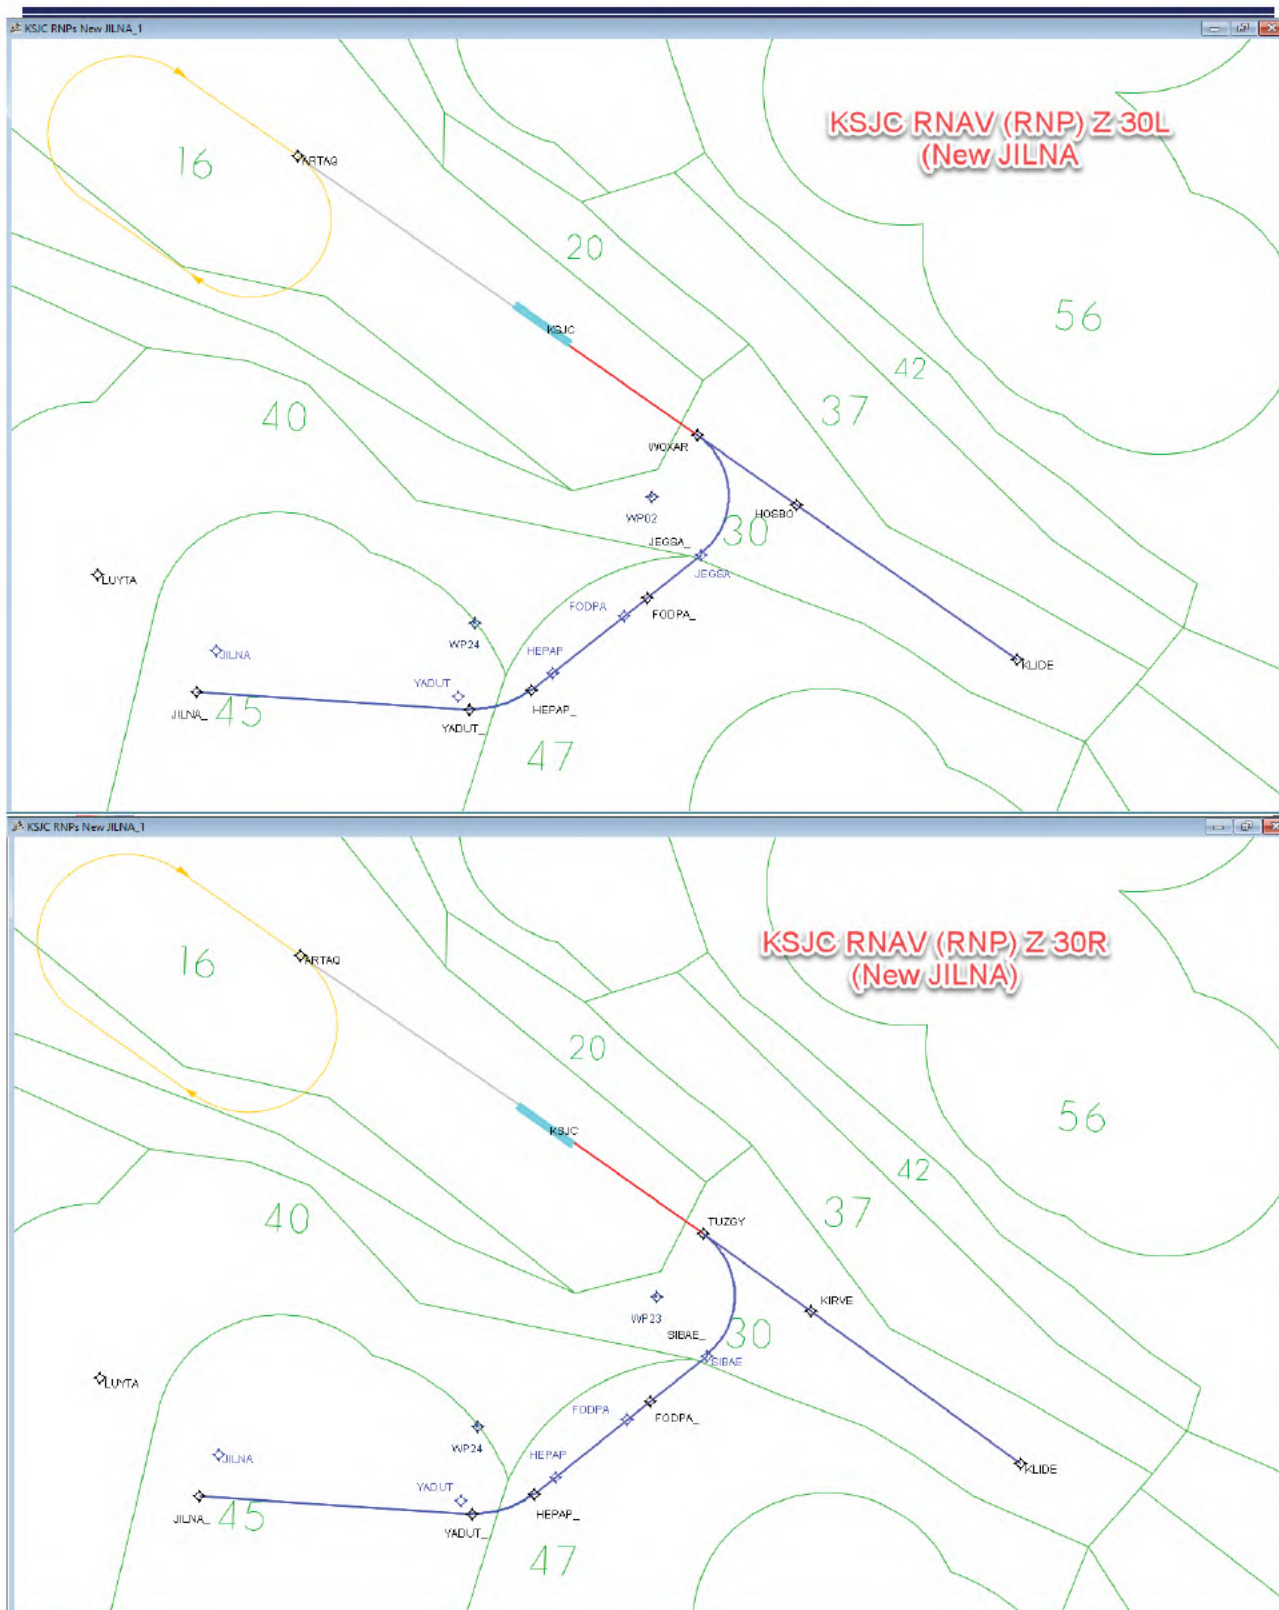 KSJC RNPs New JILNA_1
KSJC RNAV (RNP) Z 30L
(New JILNA
16
ARTAQ
20
56
KSJC
42
37
40
WOXAR
WP02
HOSBO
30
JEGSA_
JEGSA
LUYTA
FODPA
FODPA_
WP24
JILNA
HEPAP
KLIDE
YADUT
HEPAP_
JILNA_
45
YADUT_
47
KSJC RNPs New JILNA_1
KSJC RNAV (RNP) Z 30R
(New JILNA)
16
ARTAQ
20
56
KSJC
42
37
40
TUZGY
WP23
KIRVE
30
SIBAE_
SIBAE
LUYTA
FODPA
FODPA_
WP24
JILNA
HEPAP
KLIDE
YADUT
HEPAP_
JILNA_
45
YADUT_
47